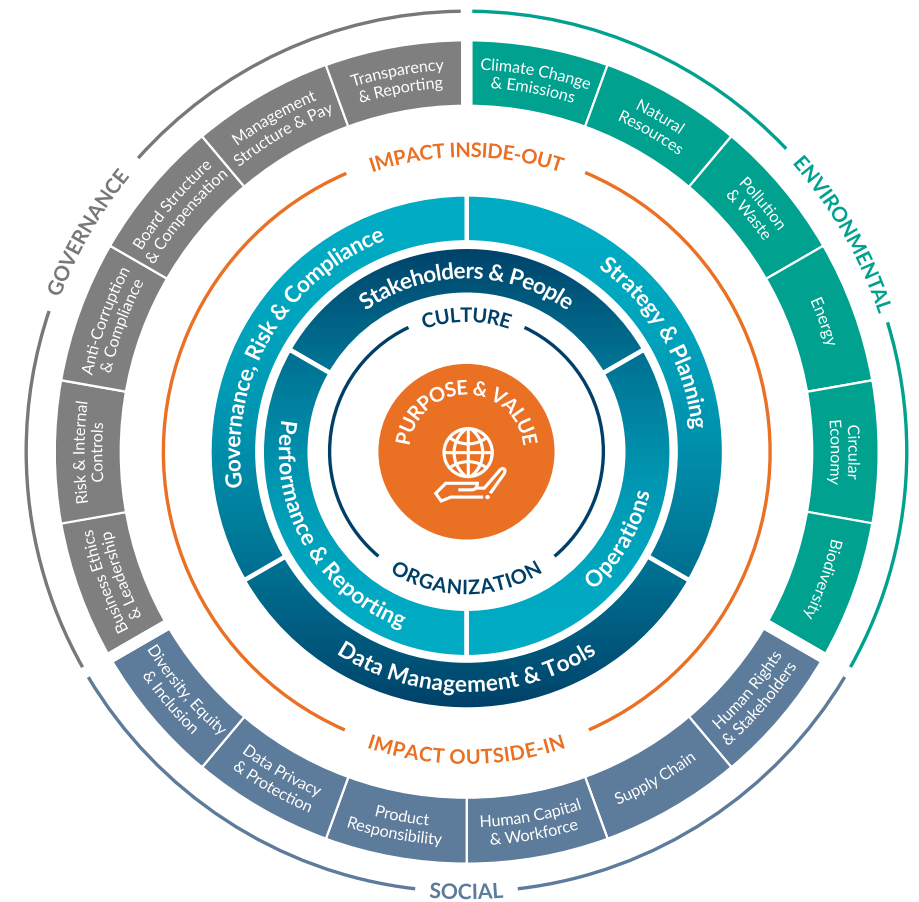 GOVERNANCE
Transparency
& Reporting
Management
Structure & Pay
Board Structure
& Compensation
Anti-Corruption
& Compliance
Risk & Internal
Controls
Business Ethics
& Leadership
ENVIRONMENTAL
Climate Change
& Emissions
Natural
Resources
Pollution
& Waste
Energy
Circular
Economy
Biodiversity
SOCIAL
Human Rights
& Stakeholders
Supply Chain
Human Capital
& Workforce
Product
Responsibility
Data Privacy
& Protection
Diversity, Equity
& Inclusion
IMPACT INSIDE-OUT
Governance, Risk & Compliance
Strategy & Planning
Data Management & Tools
Stakeholders & People
Operations
Performance & Reporting
CULTURE
PURPOSE & VALUE
ORGANIZATION
IMPACT OUTSIDE-IN